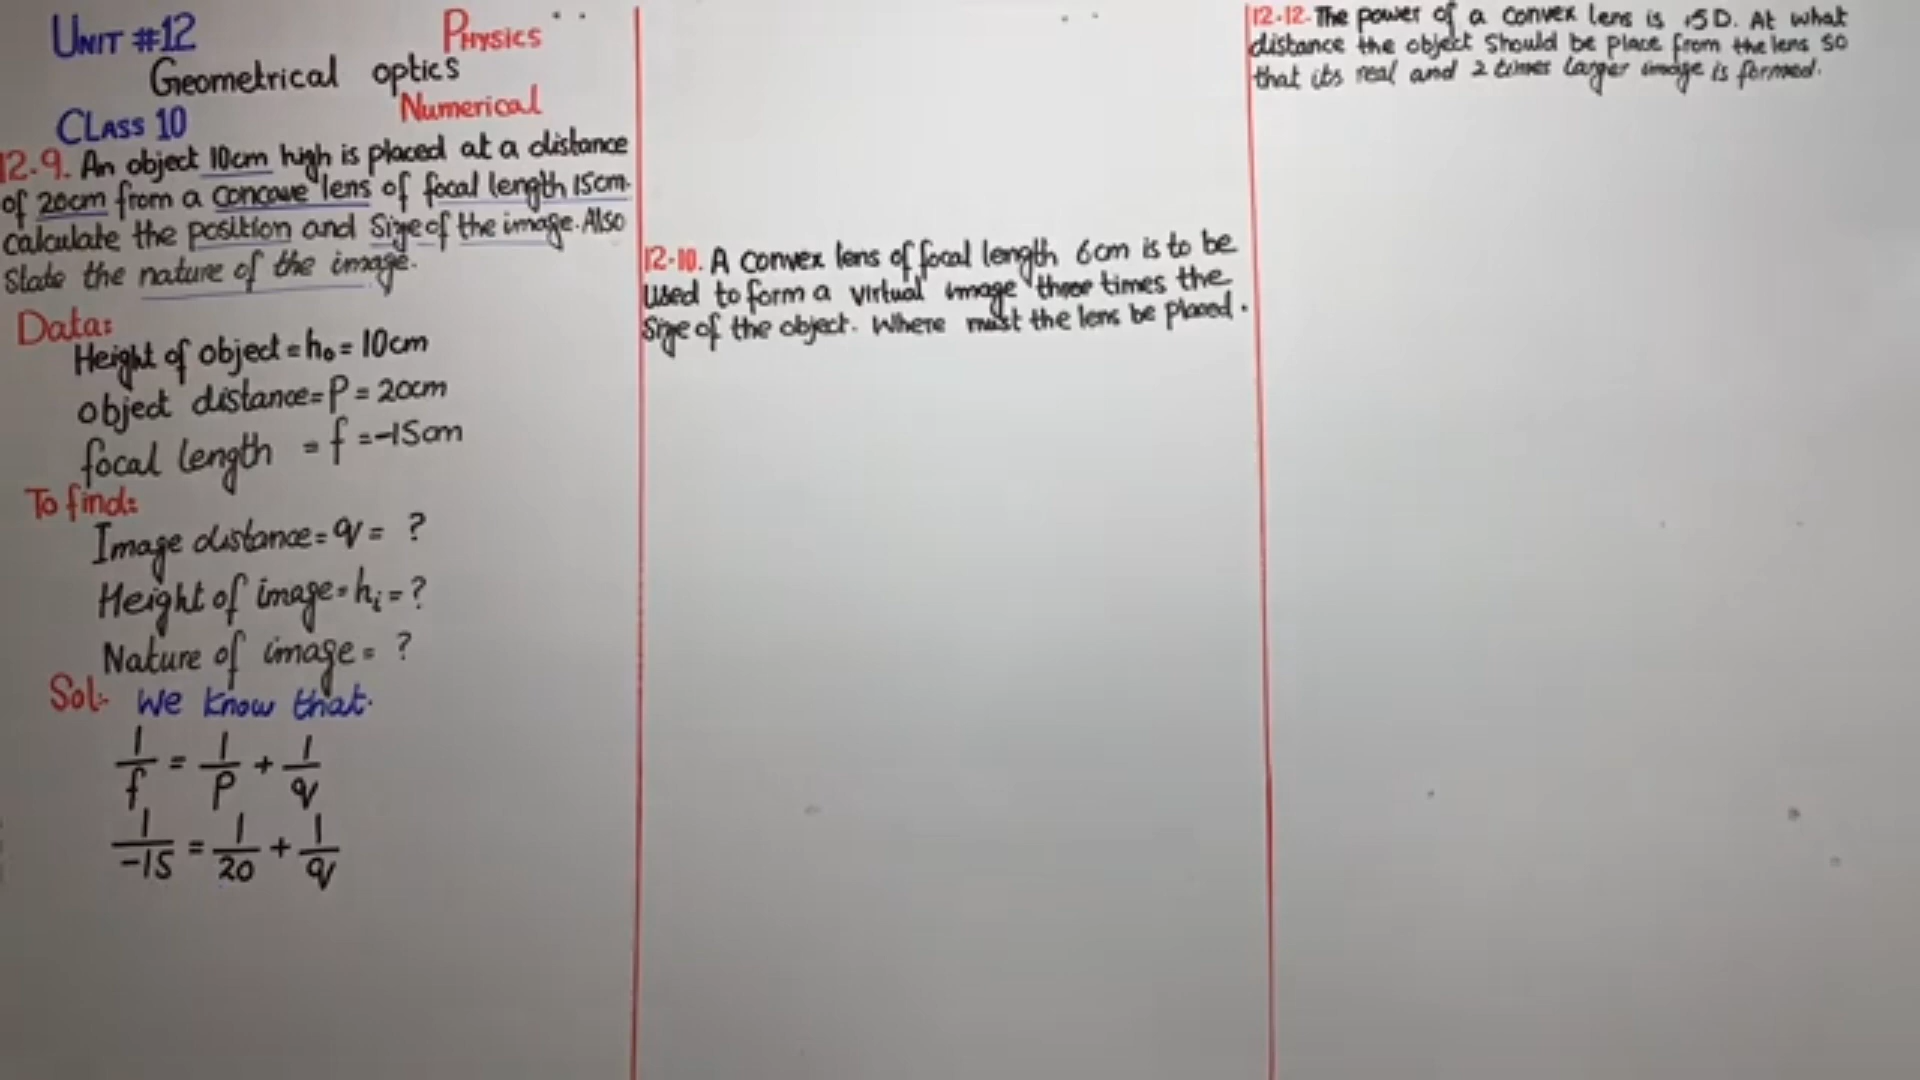 UNIT #12
Physics
Geometrical optics
Numerical
CLASS 10
12-9. An object 10cm high is placed at a distance
of 20cm from a concave lens of focal length 15cm.
calculate the position and Size of the image. Also
State the nature of the image.
Data:
Height of object = h₀ = 10cm
object distance = P = 20cm
focal length = f = -15cm
To find:
Image distance = q = ?
Height of image = hᵢ = ?
Nature of image = ?
Sol:- We know that.
1/f = 1/P + 1/q
1/-15 = 1/20 + 1/q
12-10. A convex lens of focal length 6cm is to be
used to form a virtual image three times the
Size of the object. Where must the lens be placed.
12-12. The power of a convex lens is +5D. At what
distance the object should be place from the lens so
that its real and 2 times larger image is formed.